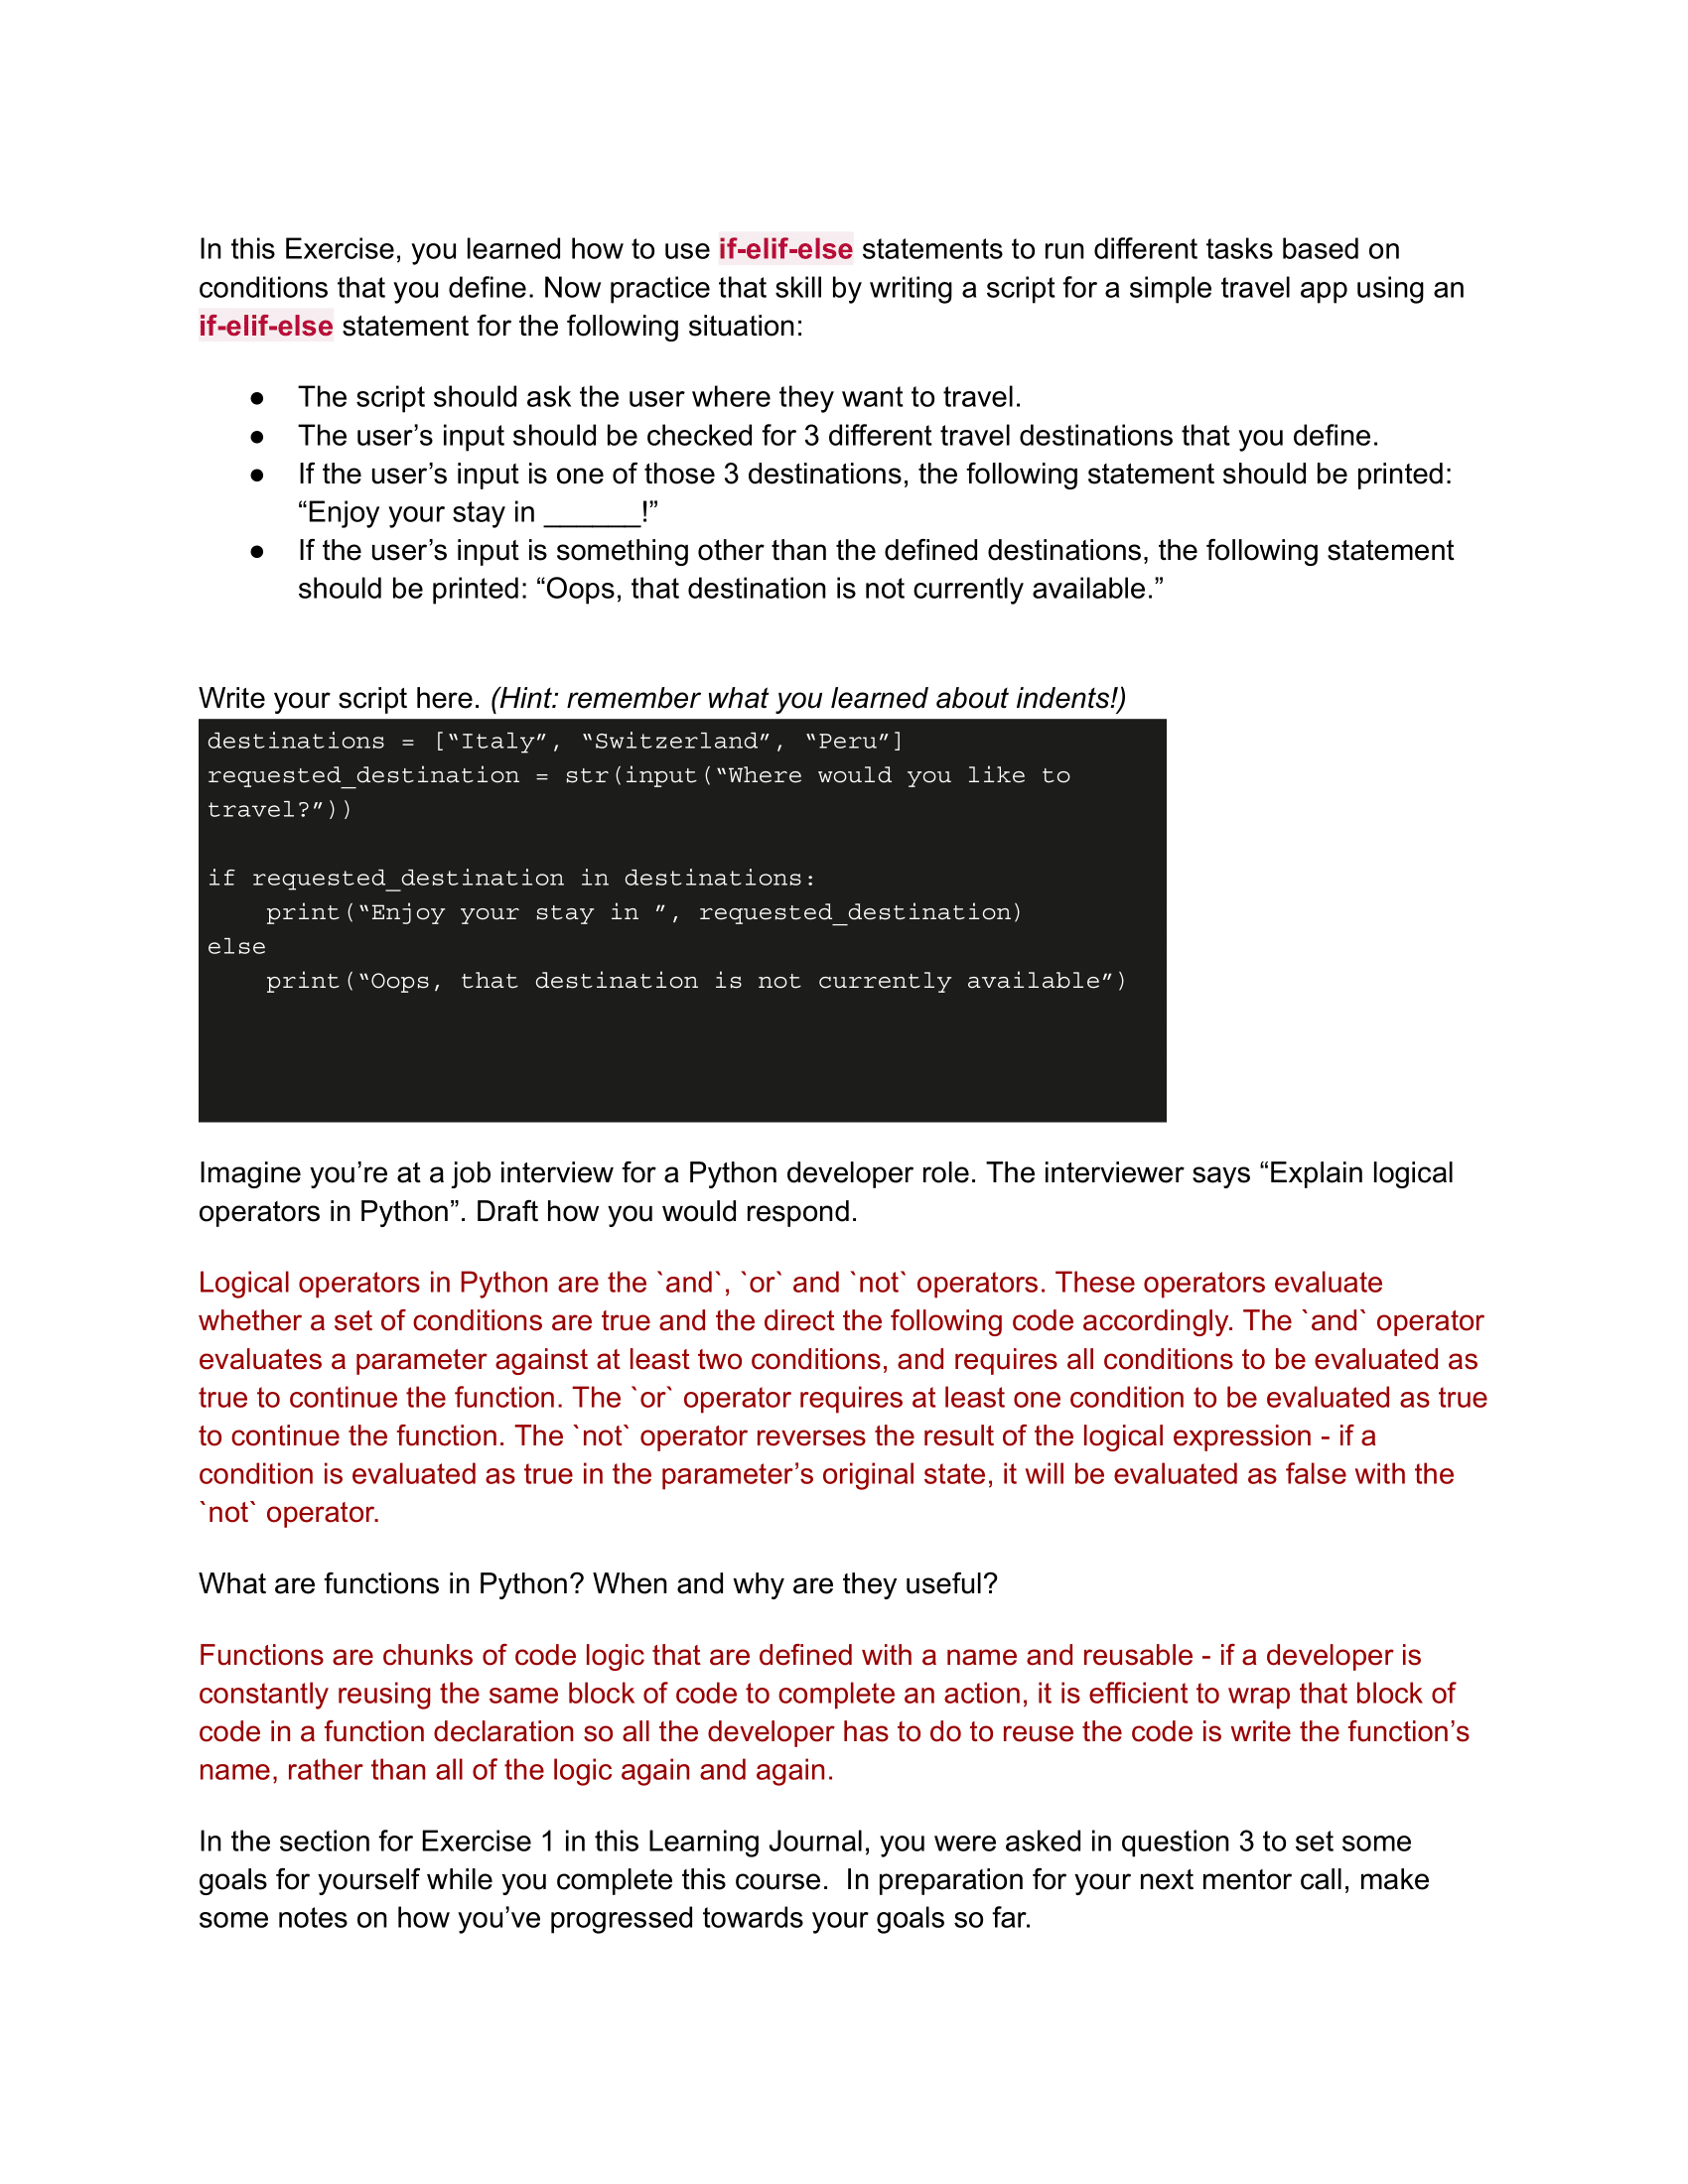 In this Exercise, you learned how to use if-elif-else statements to run different tasks based on
conditions that you define. Now practice that skill by writing a script for a simple travel app using an
if-elif-else statement for the following situation:
● The script should ask the user where they want to travel.
● The user’s input should be checked for 3 different travel destinations that you define.
● If the user’s input is one of those 3 destinations, the following statement should be printed:
“Enjoy your stay in ______!”
● If the user’s input is something other than the defined destinations, the following statement
should be printed: “Oops, that destination is not currently available.”
Write your script here. (Hint: remember what you learned about indents!)
destinations = [“Italy”, “Switzerland”, “Peru”]
requested_destination = str(input(“Where would you like to
travel?”))
if requested_destination in destinations:
    print(“Enjoy your stay in ”, requested_destination)
else
    print(“Oops, that destination is not currently available”)
Imagine you’re at a job interview for a Python developer role. The interviewer says “Explain logical
operators in Python”. Draft how you would respond.
Logical operators in Python are the `and`, `or` and `not` operators. These operators evaluate
whether a set of conditions are true and the direct the following code accordingly. The `and` operator
evaluates a parameter against at least two conditions, and requires all conditions to be evaluated as
true to continue the function. The `or` operator requires at least one condition to be evaluated as true
to continue the function. The `not` operator reverses the result of the logical expression - if a
condition is evaluated as true in the parameter’s original state, it will be evaluated as false with the
`not` operator.
What are functions in Python? When and why are they useful?
Functions are chunks of code logic that are defined with a name and reusable - if a developer is
constantly reusing the same block of code to complete an action, it is efficient to wrap that block of
code in a function declaration so all the developer has to do to reuse the code is write the function’s
name, rather than all of the logic again and again.
In the section for Exercise 1 in this Learning Journal, you were asked in question 3 to set some
goals for yourself while you complete this course.  In preparation for your next mentor call, make
some notes on how you’ve progressed towards your goals so far.